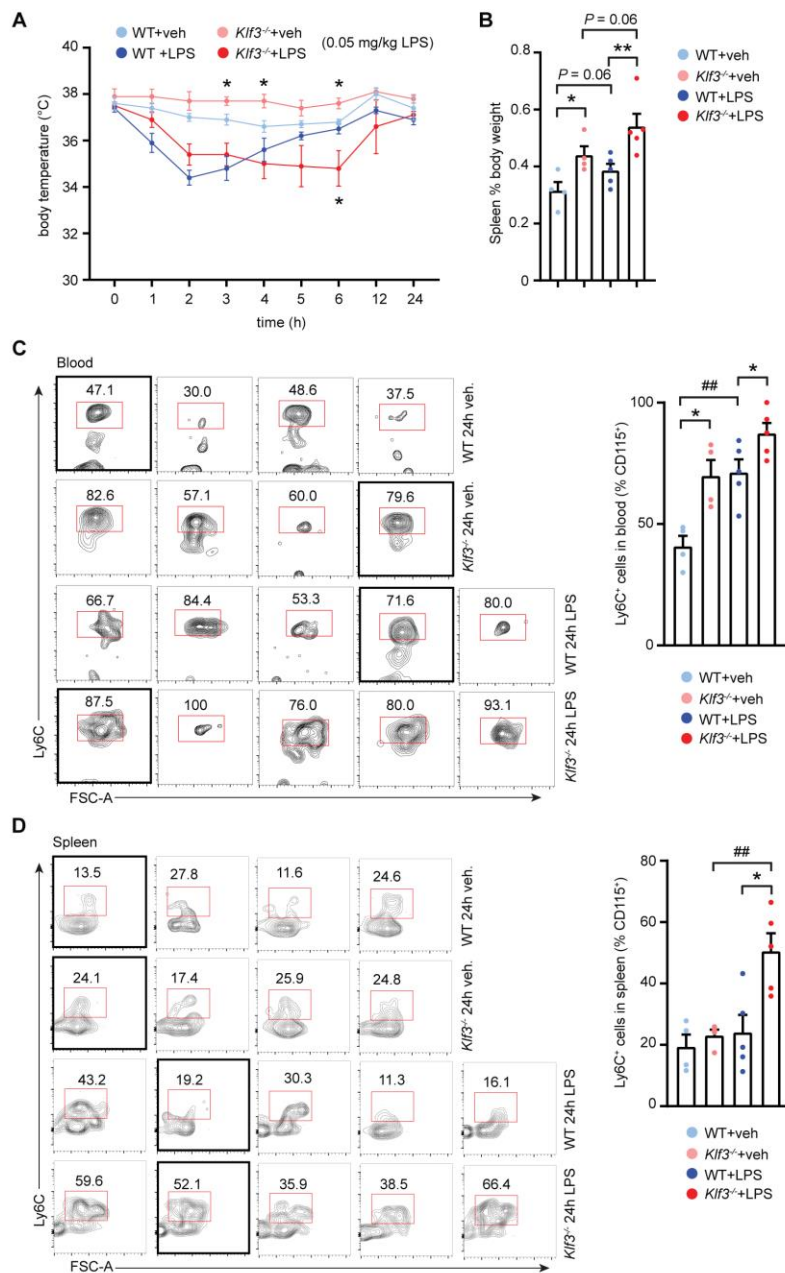 A
WT+veh
Klf3-/-+veh
WT +LPS
Klf3-/-+LPS
(0.05 mg/kg LPS)
body temperature (°C)
40
38
36
34
32
30
* * *
*
0 1 2 3 4 5 6 12 24
time (h)
B
P = 0.06
**
P = 0.06
*
Spleen % body weight
0.8
0.6
0.4
0.2
0
WT+veh
Klf3-/-+veh
WT+LPS
Klf3-/-+LPS
C
Blood
47.1 30.0 48.6 37.5
WT 24h veh.
82.6 57.1 60.0 79.6
Klf3-/- 24h veh.
66.7 84.4 53.3 71.6 80.0
WT 24h LPS
87.5 100 76.0 80.0 93.1
Klf3-/- 24h LPS
Ly6C
FSC-A
Ly6C+ cells in blood (% CD115+)
100
50
0
##
*
*
WT+veh
Klf3-/-+veh
WT+LPS
Klf3-/-+LPS
D
Spleen
13.5 27.8 11.6 24.6
WT 24h veh.
24.1 17.4 25.9 24.8
Klf3-/- 24h veh.
43.2 19.2 30.3 11.3 16.1
WT 24h LPS
59.6 52.1 35.9 38.5 66.4
Klf3-/- 24h LPS
Ly6C
FSC-A
Ly6C+ cells in spleen (% CD115+)
80
60
40
20
0
##
*
WT+veh
Klf3-/-+veh
WT+LPS
Klf3-/-+LPS